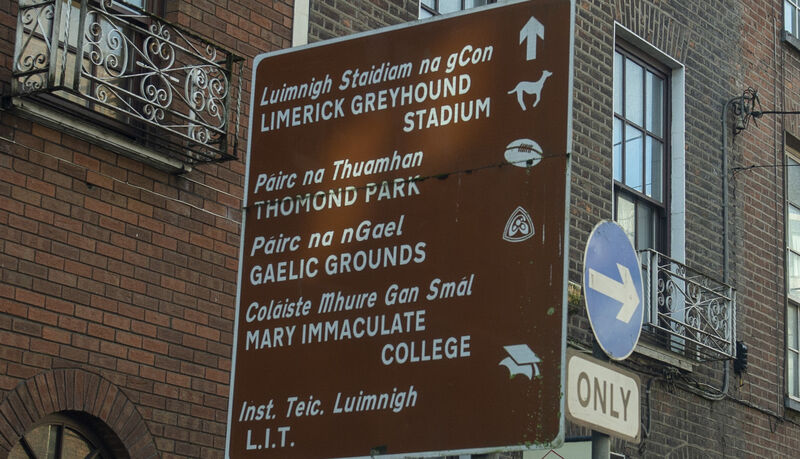 Luimnigh Staidiam na gCon
LIMERICK GREYHOUND
STADIUM
Páirc na Thuamhan
THOMOND PARK
Páirc na nGael
GAELIC GROUNDS
Coláiste Mhuire Gan Smál
MARY IMMACULATE
COLLEGE
Inst. Teic. Luimnigh
L.I.T.
ONLY